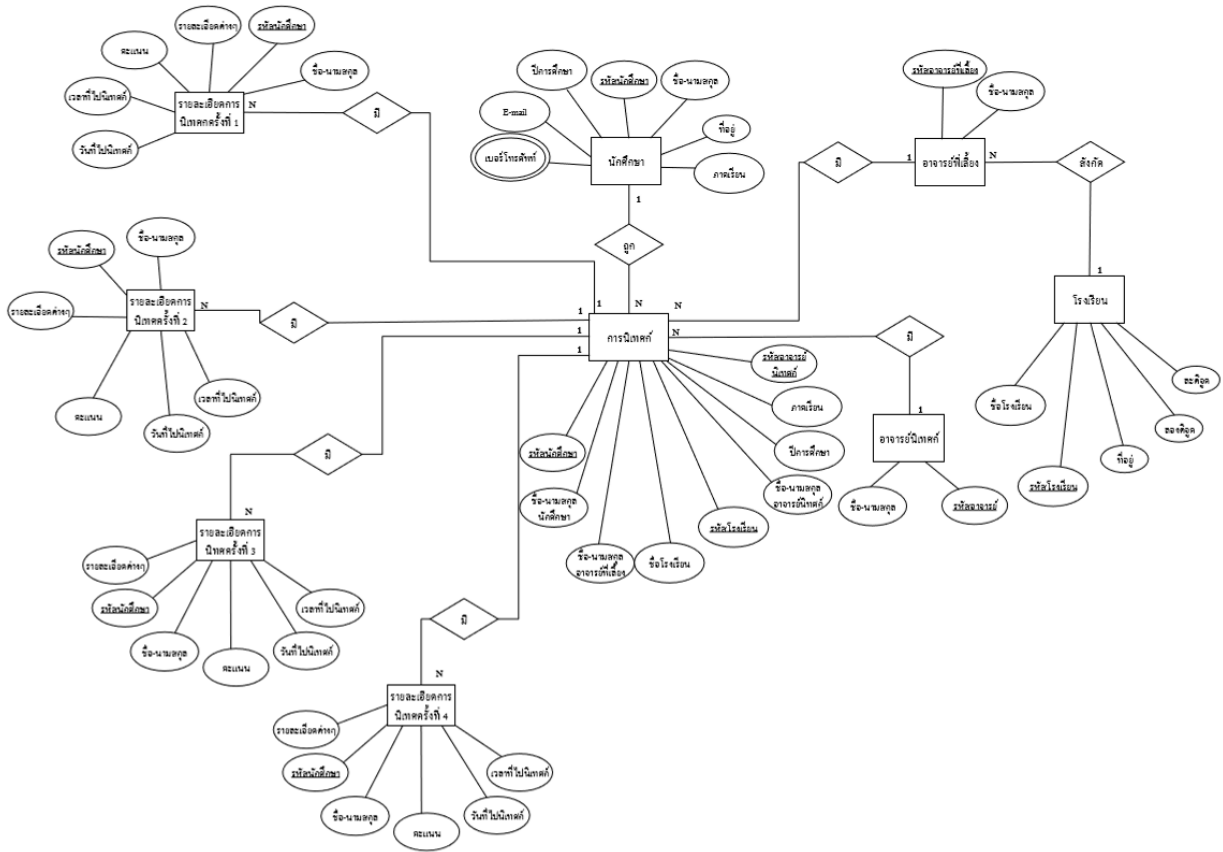 รายละเอียดต่างๆ
รหัสนักศึกษา
คะแนน
ชื่อ-นามสกุล
เวลาที่ไปนิเทศก์
วันที่ไปนิเทศก์
รายละเอียดการ
นิเทศกครั้งที่ 1
N
มี
1
ปีการศึกษา
รหัสนักศึกษา
ชื่อ-นามสกุล
E-mail
ที่อยู่
เบอร์โทรศัพท์
นักศึกษา
ภาคเรียน
1
ถูก
N
รหัสอาจารย์พี่เลี้ยง
ชื่อ-นามสกุล
มี
1
อาจารย์พี่เลี้ยง
N
สังกัด
1
โรงเรียน
ละติจูด
ชื่อโรงเรียน
ลองติจูด
ที่อยู่
รหัสโรงเรียน
ชื่อ-นามสกุล
รหัสนักศึกษา
รายละเอียดต่างๆ
รายละเอียดการ
นิเทศครั้งที่ 2
N
มี
1
เวลาที่ไปนิเทศก์
คะแนน
วันที่ไปนิเทศก์
N
การนิเทศก์
N
มี
1
อาจารย์นิเทศก์
ชื่อ-นามสกุล
รหัสอาจารย์
รหัสอาจารย์
นิเทศก์
ภาคเรียน
ปีการศึกษา
ชื่อ-นามสกุล
อาจารย์นิทศก์
รหัสโรงเรียน
ชื่อโรงเรียน
ชื่อ-นามสกุล
อาจารย์พี่เลี้ยง
ชื่อ-นามสกุล
นักศึกษา
รหัสนักศึกษา
1
มี
N
รายละเอียดการ
นิทศครั้งที่ 3
รายละเอียดต่างๆ
รหัสนักศึกษา
เวลาที่ไปนิเทศก์
ชื่อ-นามสกุล
วันที่ไปนิเทศก์
คะแนน
1
มี
N
รายละเอียดการ
นิเทศครั้งที่ 4
รายละเอียดต่างๆ
รหัสนักศึกษา
เวลาที่ไปนิเทศก์
ชื่อ-นามสกุล
วันที่ไปนิเทศก์
คะแนน